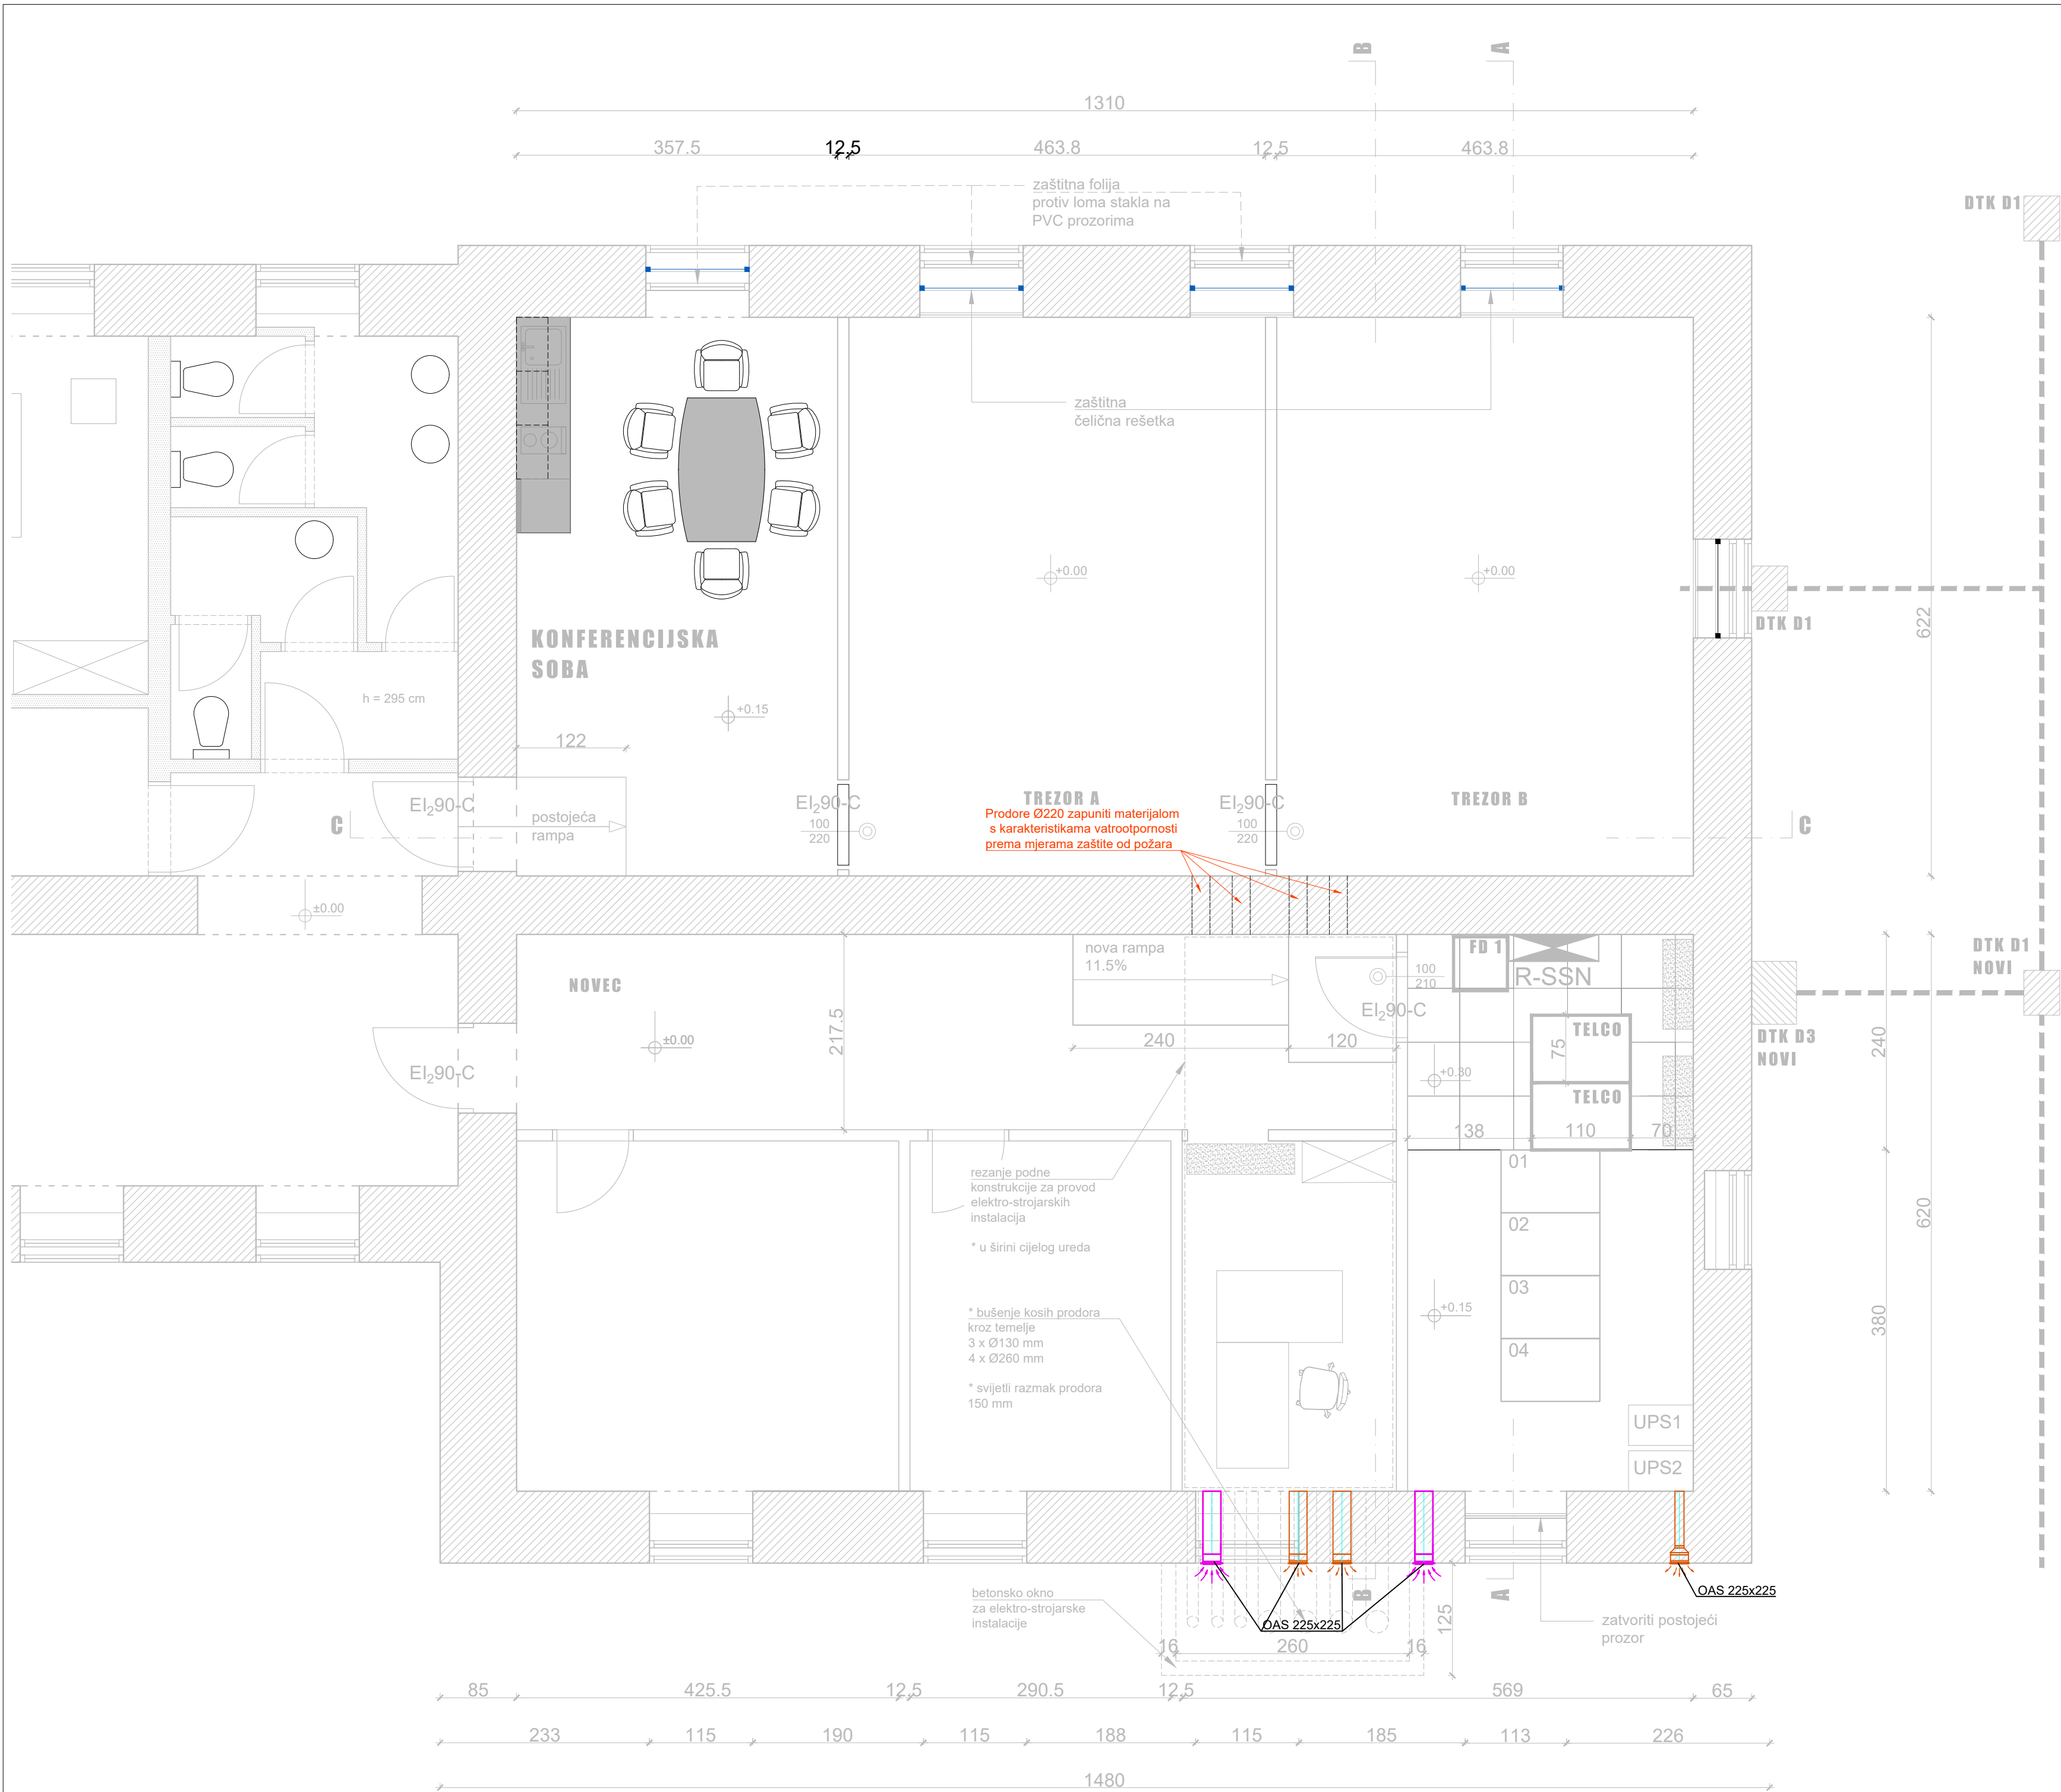 B
A
1310
357.5
12.5
463.8
12.5
463.8
zaštitna folija
protiv loma stakla na
PVC prozorima
DTK D1
zaštitna
čelična rešetka
+0.00
+0.00
DTK D1
622
KONFERENCIJSKA
SOBA
h = 295 cm
+0.15
122
EI₂90-C
postojeća
rampa
C
EI₂90-C
100
220
TREZOR A
Prodore Ø220 zapuniti materijalom
s karakteristikama vatrootpornosti
prema mjerama zaštite od požara
EI₂90-C
100
220
TREZOR B
C
±0.00
NOVEC
±0.00
217.5
nova rampa
11.5%
240
120
100
210
EI₂90-C
FD 1
R-SSN
TELCO
75
TELCO
+0.30
138
110
70
DTK D1
NOVI
DTK D3
NOVI
240
620
380
EI₂90-C
rezanje podne
konstrukcije za provod
elektro-strojarskih
instalacija
* u širini cijelog ureda
* bušenje kosih prodora
kroz temelje
3 x Ø130 mm
4 x Ø260 mm
* svijetli razmak prodora
150 mm
01
02
03
04
+0.15
UPS1
UPS2
betonsko okno
za elektro-strojarske
instalacije
OAS 225x225
B
A
OAS 225x225
zatvoriti postojeći
prozor
125
16
260
16
85
425.5
12.5
290.5
12.5
569
65
233
115
190
115
188
115
185
113
226
1480